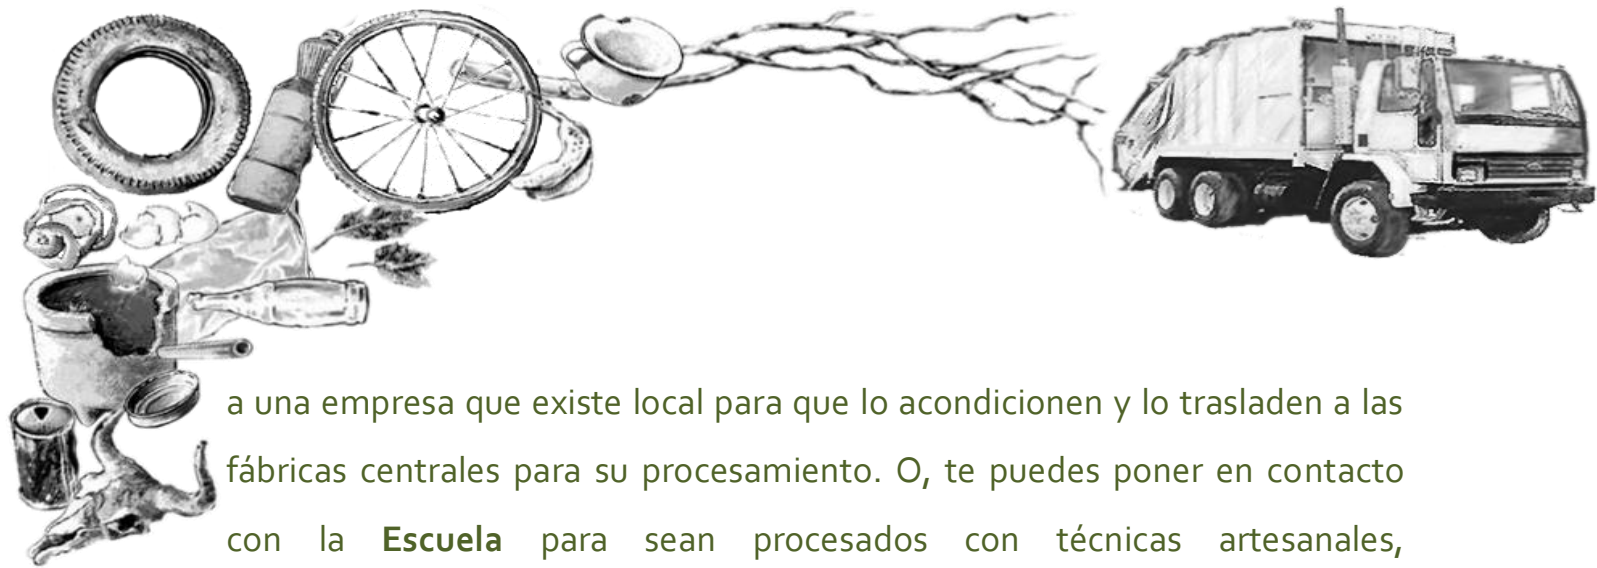 a una empresa que existe local para que lo acondicionen y lo trasladen a las
fábricas centrales para su procesamiento. O, te puedes poner en contacto
con la Escuela para sean procesados con técnicas artesanales,